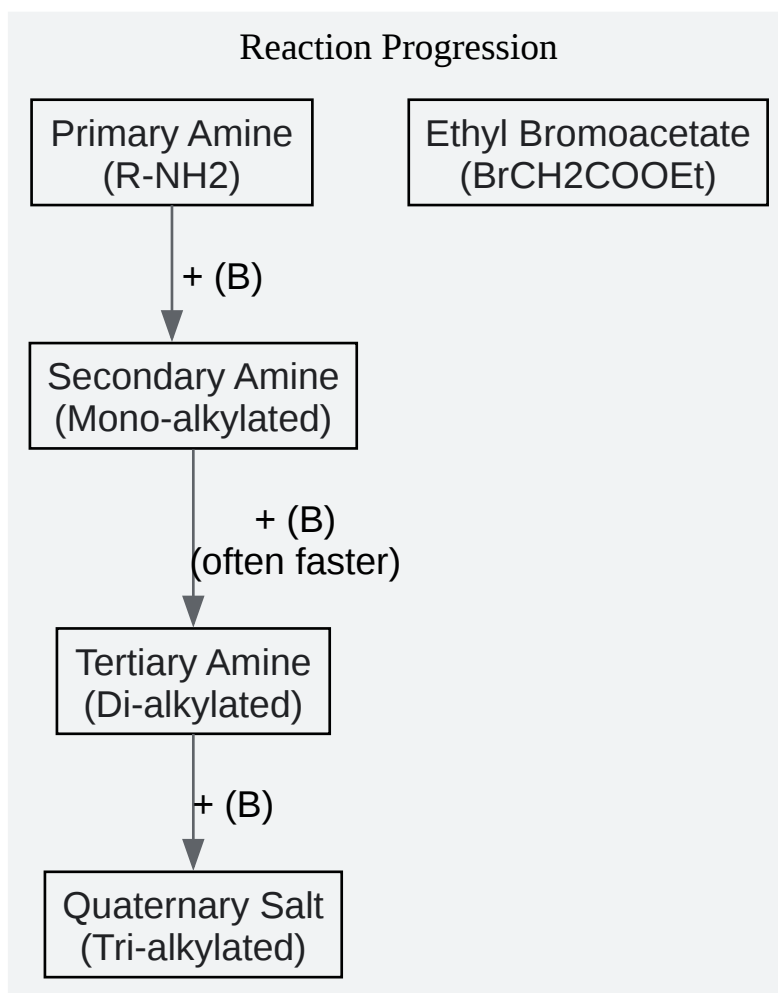 Reaction Progression
Primary Amine
(R-NH2)
Ethyl Bromoacetate
(BrCH2COOEt)
+ (B)
Secondary Amine
(Mono-alkylated)
+ (B)
(often faster)
Tertiary Amine
(Di-alkylated)
+ (B)
Quaternary Salt
(Tri-alkylated)